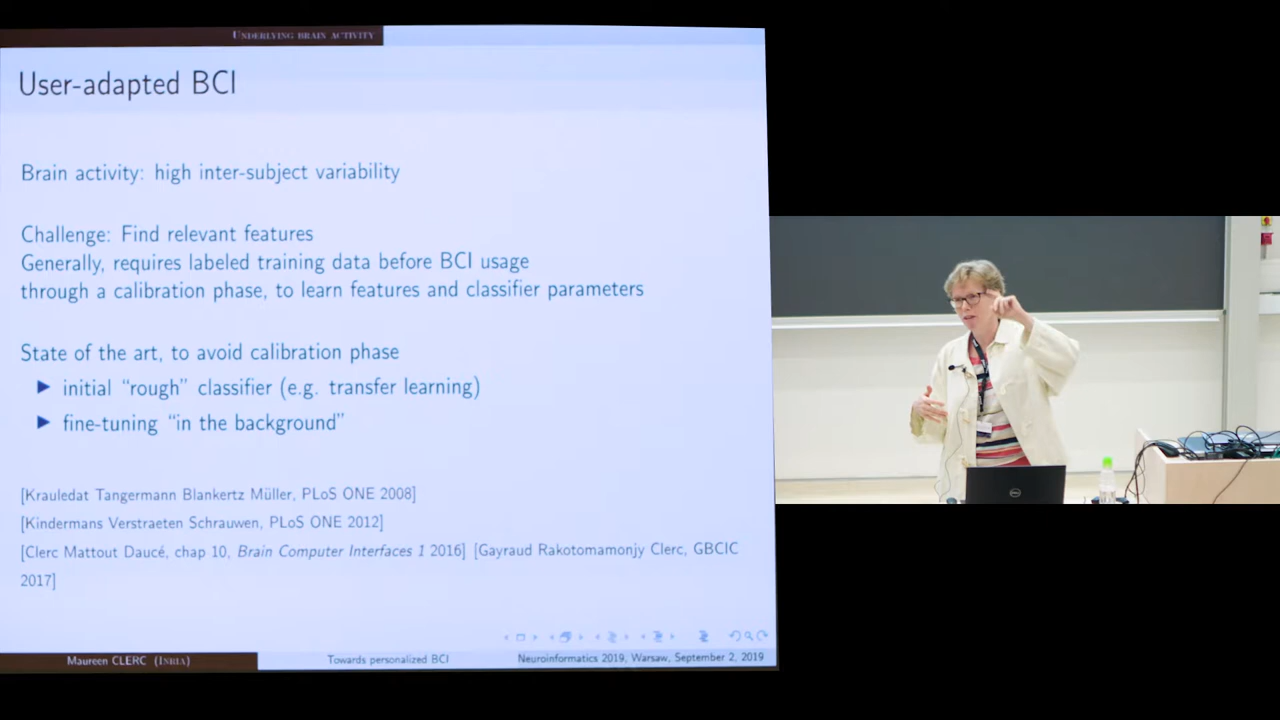 UNDERLYING BRAIN ACTIVITY
User-adapted BCI
Brain activity: high inter-subject variability
Challenge: Find relevant features
Generally, requires labeled training data before BCI usage
through a calibration phase, to learn features and classifier parameters
State of the art, to avoid calibration phase
initial “rough” classifier (e.g. transfer learning)
fine-tuning “in the background”
[Krauledat Tangermann Blankertz Müller, PLoS ONE 2008]
[Kindermans Verstraeten Schrauwen, PLoS ONE 2012]
[Clerc Mattout Daucé, chap 10, Brain Computer Interfaces 1 2016] [Gayraud Rakotomamonjy Clerc, GBCIC
2017]
Maureen CLERC (INRIA) Towards personalized BCI Neuroinformatics 2019, Warsaw, September 2, 2019
DELL